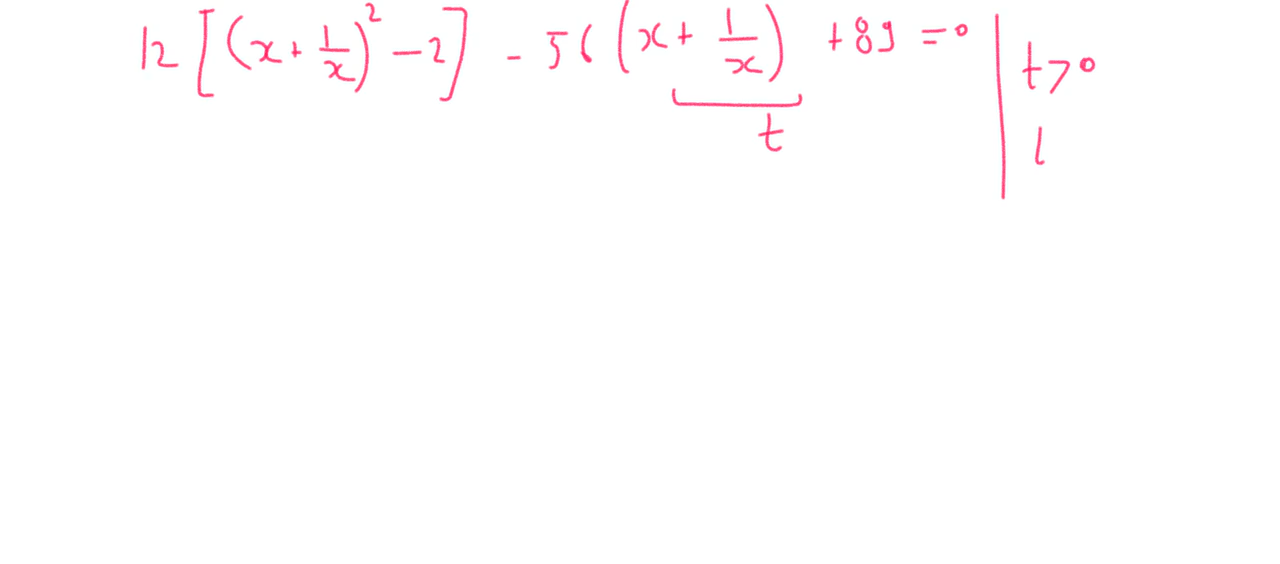 12 [(x + 1/x)² - 2] - 56 (x + 1/x) + 89 = 0 | t > 0
t
l